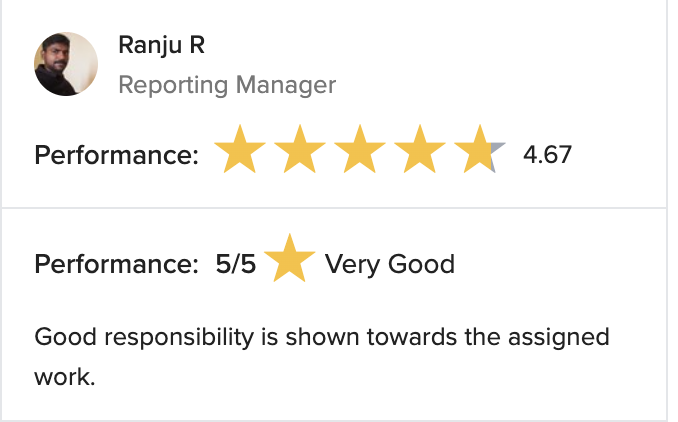 Ranju R
Reporting Manager
Performance: 4.67
Performance: 5/5 Very Good
Good responsibility is shown towards the assigned
work.